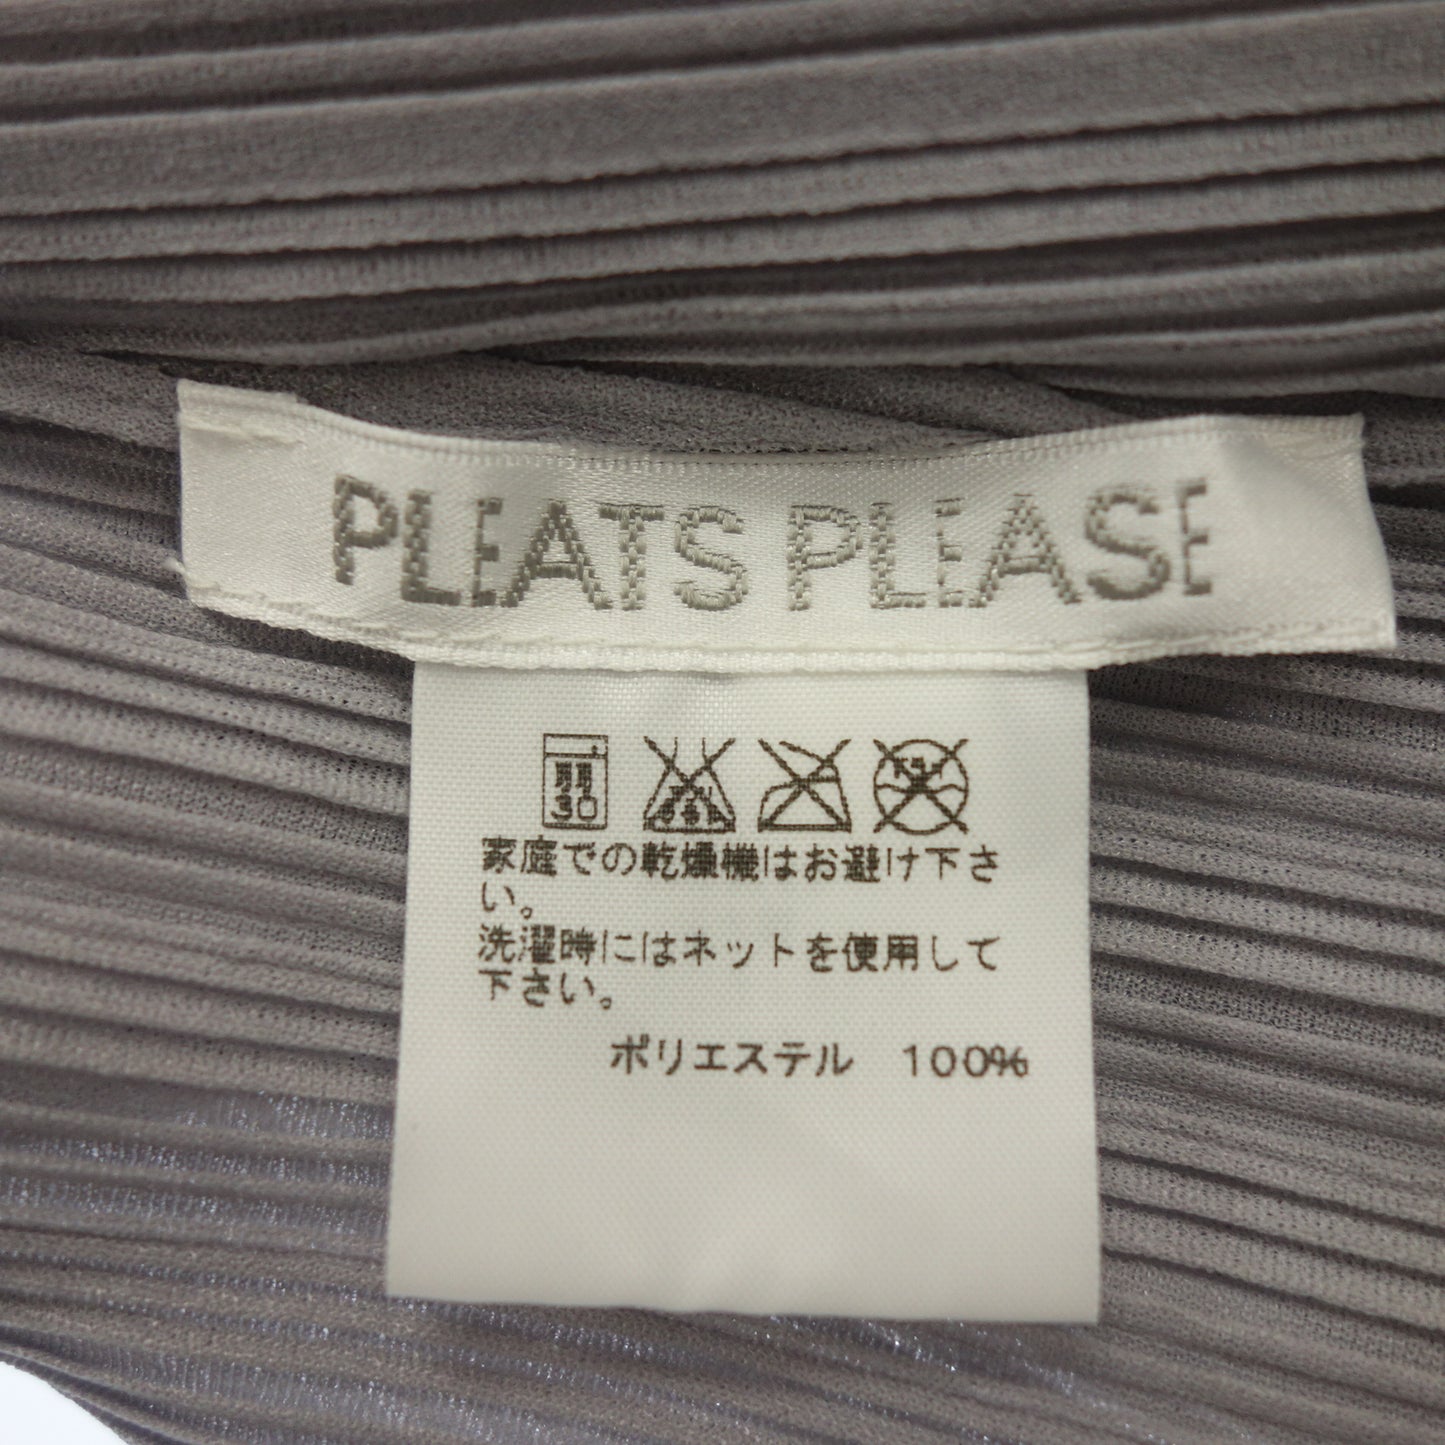 PLEATS PLEASE
弱 30
家庭での乾燥機はお避け下さ
い。
洗濯時にはネットを使用して
下さい。
ポリエステル 100%